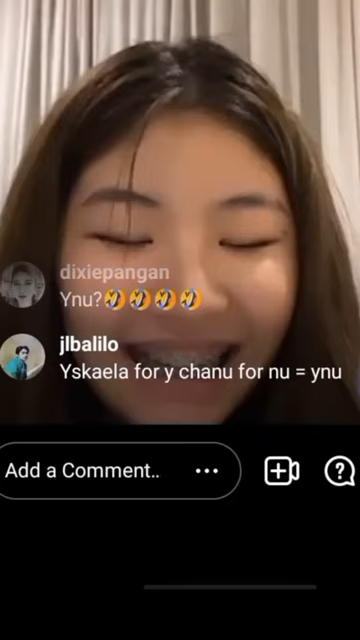 dixiepangan
Ynu?🤣🤣🤣🤣
jlbalilo
Yskaela for y chanu for nu = ynu
Add a Comment..